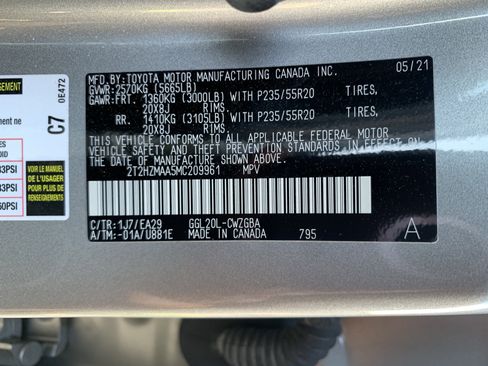 MFD. BY: TOYOTA MOTOR MANUFACTURING CANADA INC. 05/21
GVWR: 2570KG (5665LB)
GAWR: FRT. 1360KG (3000LB) WITH P235/55R20 TIRES,
20X8J RIMS,
RR. 1410KG (3105LB) WITH P235/55R20 TIRES,
20X8J RIMS.
THIS VEHICLE CONFORMS TO ALL APPLICABLE FEDERAL MOTOR
VEHICLE SAFETY AND THEFT PREVENTION STANDARDS IN EFFECT ON
THE DATE OF MANUFACTURE SHOWN ABOVE.
2T2HZMAA5MC209961 MPV
C/TR: 1J7/EA29 GGL20L-CWZGBA
A/TM: -01A/UB81E MADE IN CANADA 795 A
C7
0E472
VOIR LE MANUEL
DE L'USAGER
POUR PLUS DE
RENSEIGNEMENTS